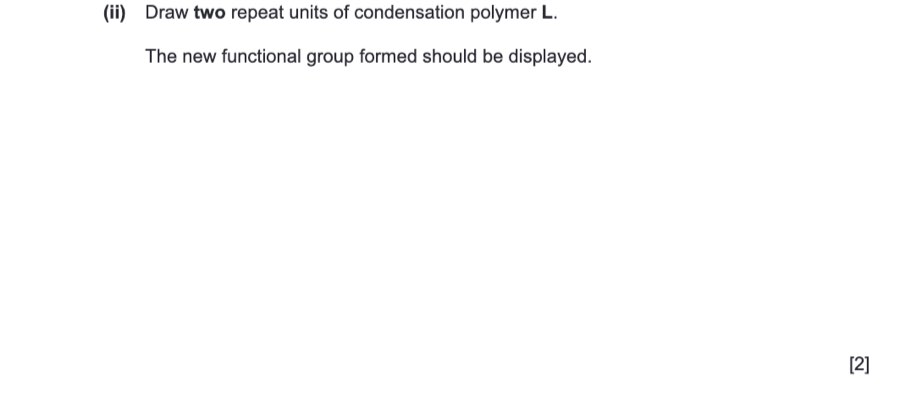 (ii) Draw two repeat units of condensation polymer L.
The new functional group formed should be displayed.
[2]